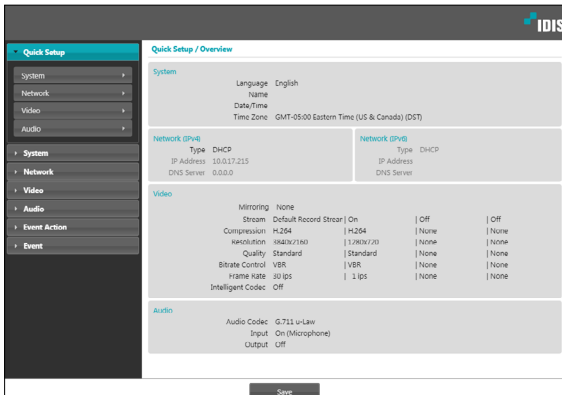 IDIS
Quick Setup
System
Network
Video
Audio
System
Network
Video
Audio
Event Action
Event
Quick Setup / Overview
System
Language English
Name
Date/Time
Time Zone GMT-05:00 Eastern Time (US & Canada) (DST)
Network (IPv4)
Type DHCP
IP Address 10.0.17.215
DNS Server 0.0.0.0
Network (IPv6)
Type DHCP
IP Address
DNS Server
Video
Mirroring None
Stream Default Record Strear | On | Off | Off
Compression H.264 | H.264 | None | None
Resolution 3840x2160 | 1280x720 | None | None
Quality Standard | Standard | None | None
Bitrate Control VBR | VBR | None | None
Frame Rate 30 ips | 1 ips | None | None
Intelligent Codec Off
Audio
Audio Codec G.711 u-Law
Input On (Microphone)
Output Off
Save